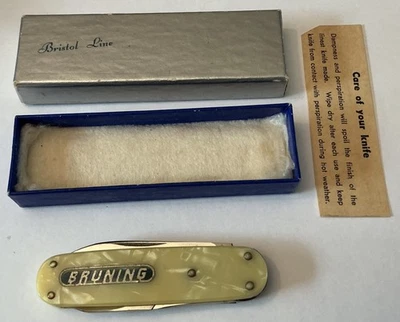 Bristol Line
Care of your knife
Dampness and perspiration will spoil the finish of the
finest knife made. Wipe dry after each use and keep
knife from contact with perspiration during hot weather.
BRUNING